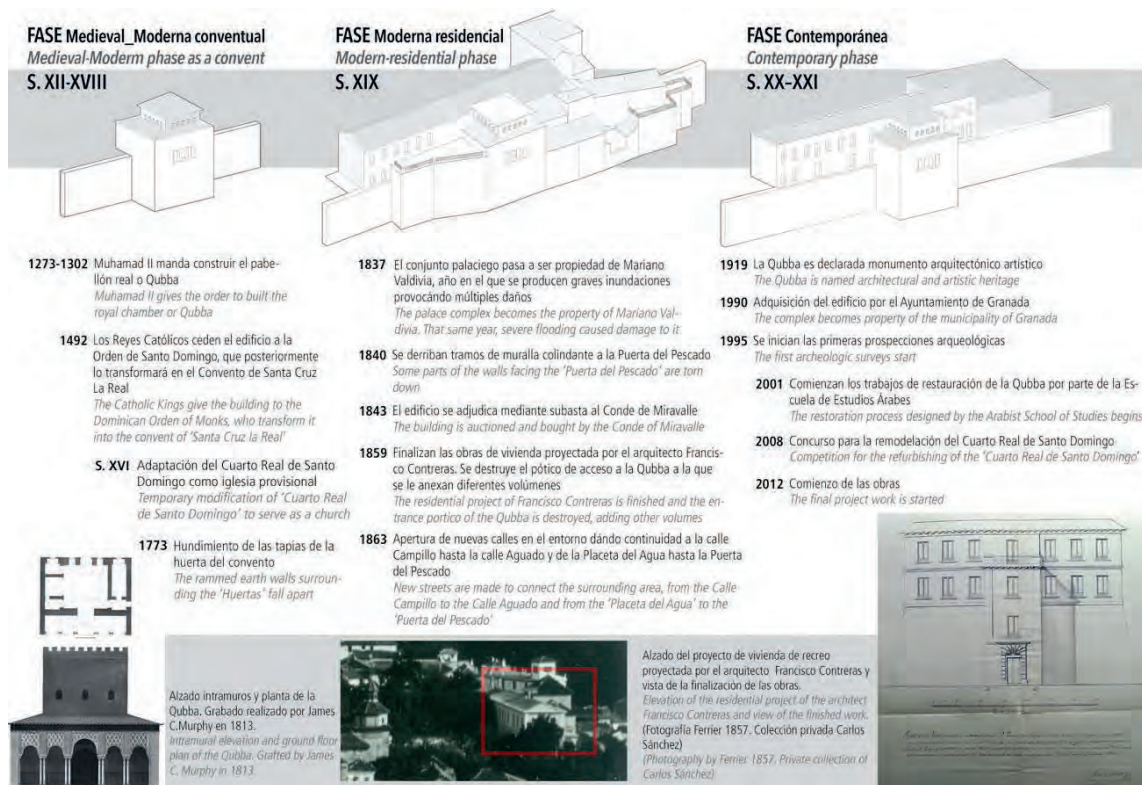 FASE Medieval_Moderna conventual
Medieval-Moderm phase as a convent
S. XII-XVIII
1273-1302 Muhamad II manda construir el pabe-
llón real o Qubba
Muhamad II gives the order to built the
royal chamber or Qubba
1492 Los Reyes Católicos ceden el edificio a la
Orden de Santo Domingo, que posteriormente
lo transformará en el Convento de Santa Cruz
La Real
The Catholic Kings give the building to the
Dominican Orden of Monks, who transform it
into the convent of 'Santa Cruz la Real'
S. XVI Adaptación del Cuarto Real de Santo
Domingo como iglesia provisional
Temporary modification of 'Cuarto Real
de Santo Domingo' to serve as a church
1773 Hundimiento de las tapias de la
huerta del convento
The rammed earth walls surroun-
ding the 'Huertas' fall apart
FASE Moderna residencial
Modern-residential phase
S. XIX
1837 El conjunto palaciego pasa a ser propiedad de Mariano
Valdivia, año en el que se producen graves inundaciones
provocándo múltiples daños
The palace complex becomes the property of Mariano Val-
divia. That same year, severe flooding caused damage to it
1840 Se derriban tramos de muralla colindante a la Puerta del Pescado
Some parts of the walls facing the 'Puerta del Pescado' are torn
down
1843 El edificio se adjudica mediante subasta al Conde de Miravalle
The building is auctioned and bought by the Conde of Miravalle
1859 Finalizan las obras de vivienda proyectada por el arquitecto Francis-
co Contreras. Se destruye el pótico de acceso a la Qubba a la que
se le anexan diferentes volúmenes
The residential project of Francisco Contreras is finished and the en-
trance portico of the Qubba is destroyed, adding other volumes
1863 Apertura de nuevas calles en el entorno dándo continuidad a la calle
Campillo hasta la calle Aguado y de la Placeta del Agua hasta la Puerta
del Pescado
New streets are made to connect the surrounding area, from the Calle
Campillo to the Calle Aguado and from the 'Placeta del Agua' to the
'Puerta del Pescado'
FASE Contemporánea
Contemporary phase
S. XX-XXI
1919 La Qubba es declarada monumento arquitectónico artístico
The Qubba is named architectural and artistic heritage
1990 Adquisición del edificio por el Ayuntamiento de Granada
The complex becomes property of the municipality of Granada
1995 Se inician las primeras prospecciones arqueológicas
The first archeologic surveys start
2001 Comienzan los trabajos de restauración de la Qubba por parte de la Es-
cuela de Estudios Árabes
The restoration process designed by the Arabist School of Studies begins
2008 Concurso para la remodelación del Cuarto Real de Santo Domingo
Competition for the refurbishing of the 'Cuarto Real de Santo Domingo'
2012 Comienzo de las obras
The final project work is started
Alzado intramuros y planta de la
Qubba. Grabado realizado por James
C.Murphy en 1813.
Intramural elevation and ground floor
plan of the Qubba. Grafted by James
C. Murphy in 1813.
Alzado del proyecto de vivienda de recreo
proyectada por el arquitecto Francisco Contreras y
vista de la finalización de las obras.
Elevation of the residential project of the architect
Francisco Contreras and view of the finished work.
(Fotografía Ferrier 1857. Colección privada Carlos
Sánchez)
(Photography by Ferrier 1857. Private collection of
Carlos Sánchez)